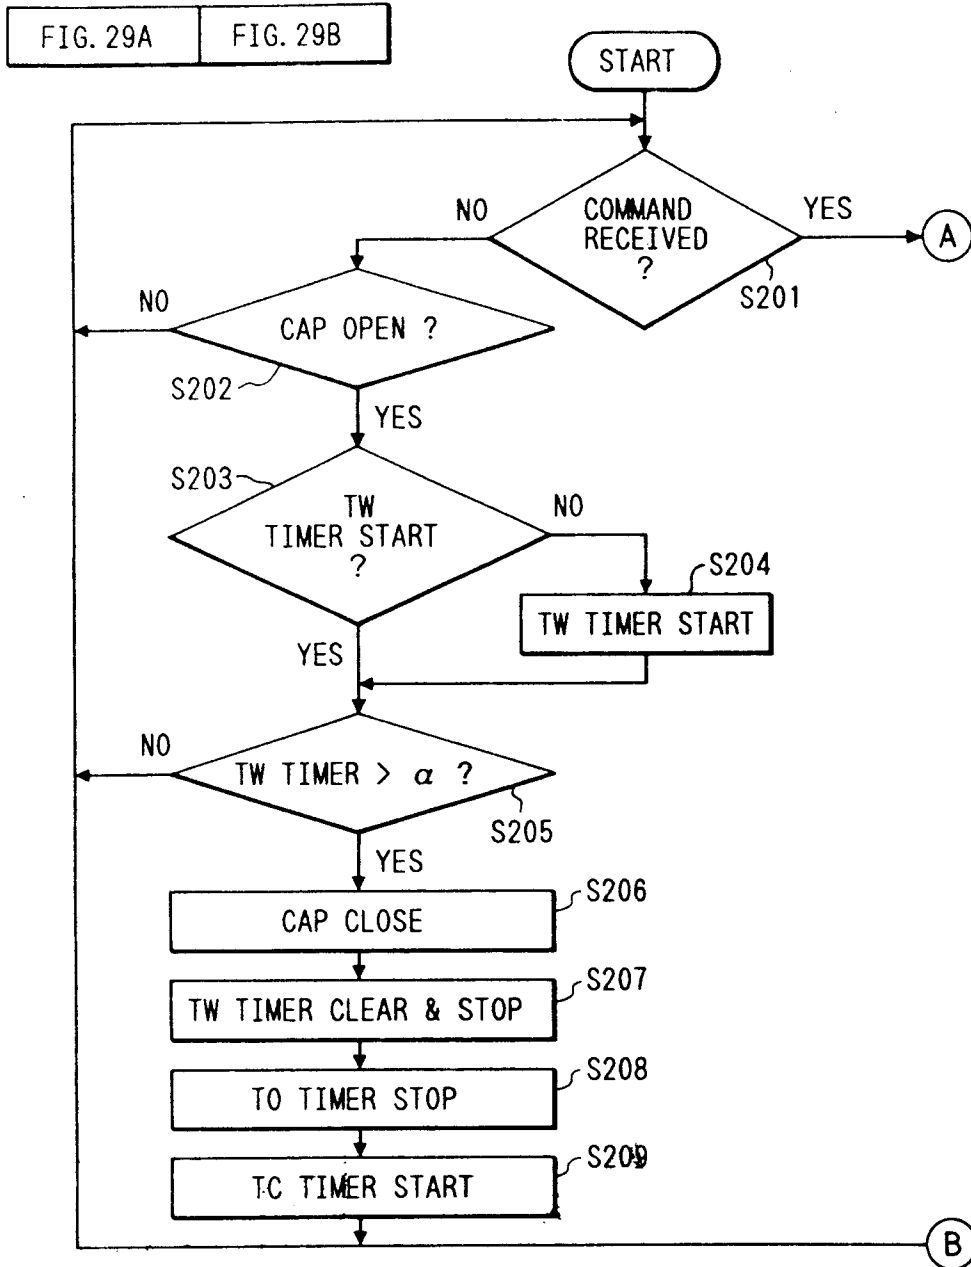 FIG. 29A
FIG. 29B
START
COMMAND
RECEIVED
?
NO
YES
A
S201
CAP OPEN ?
NO
S202
YES
S203
TW
TIMER START
?
NO
S204
TW TIMER START
YES
TW TIMER > α ?
NO
S205
YES
S206
CAP CLOSE
S207
TW TIMER CLEAR & STOP
S208
TO TIMER STOP
S209
TC TIMER START
B